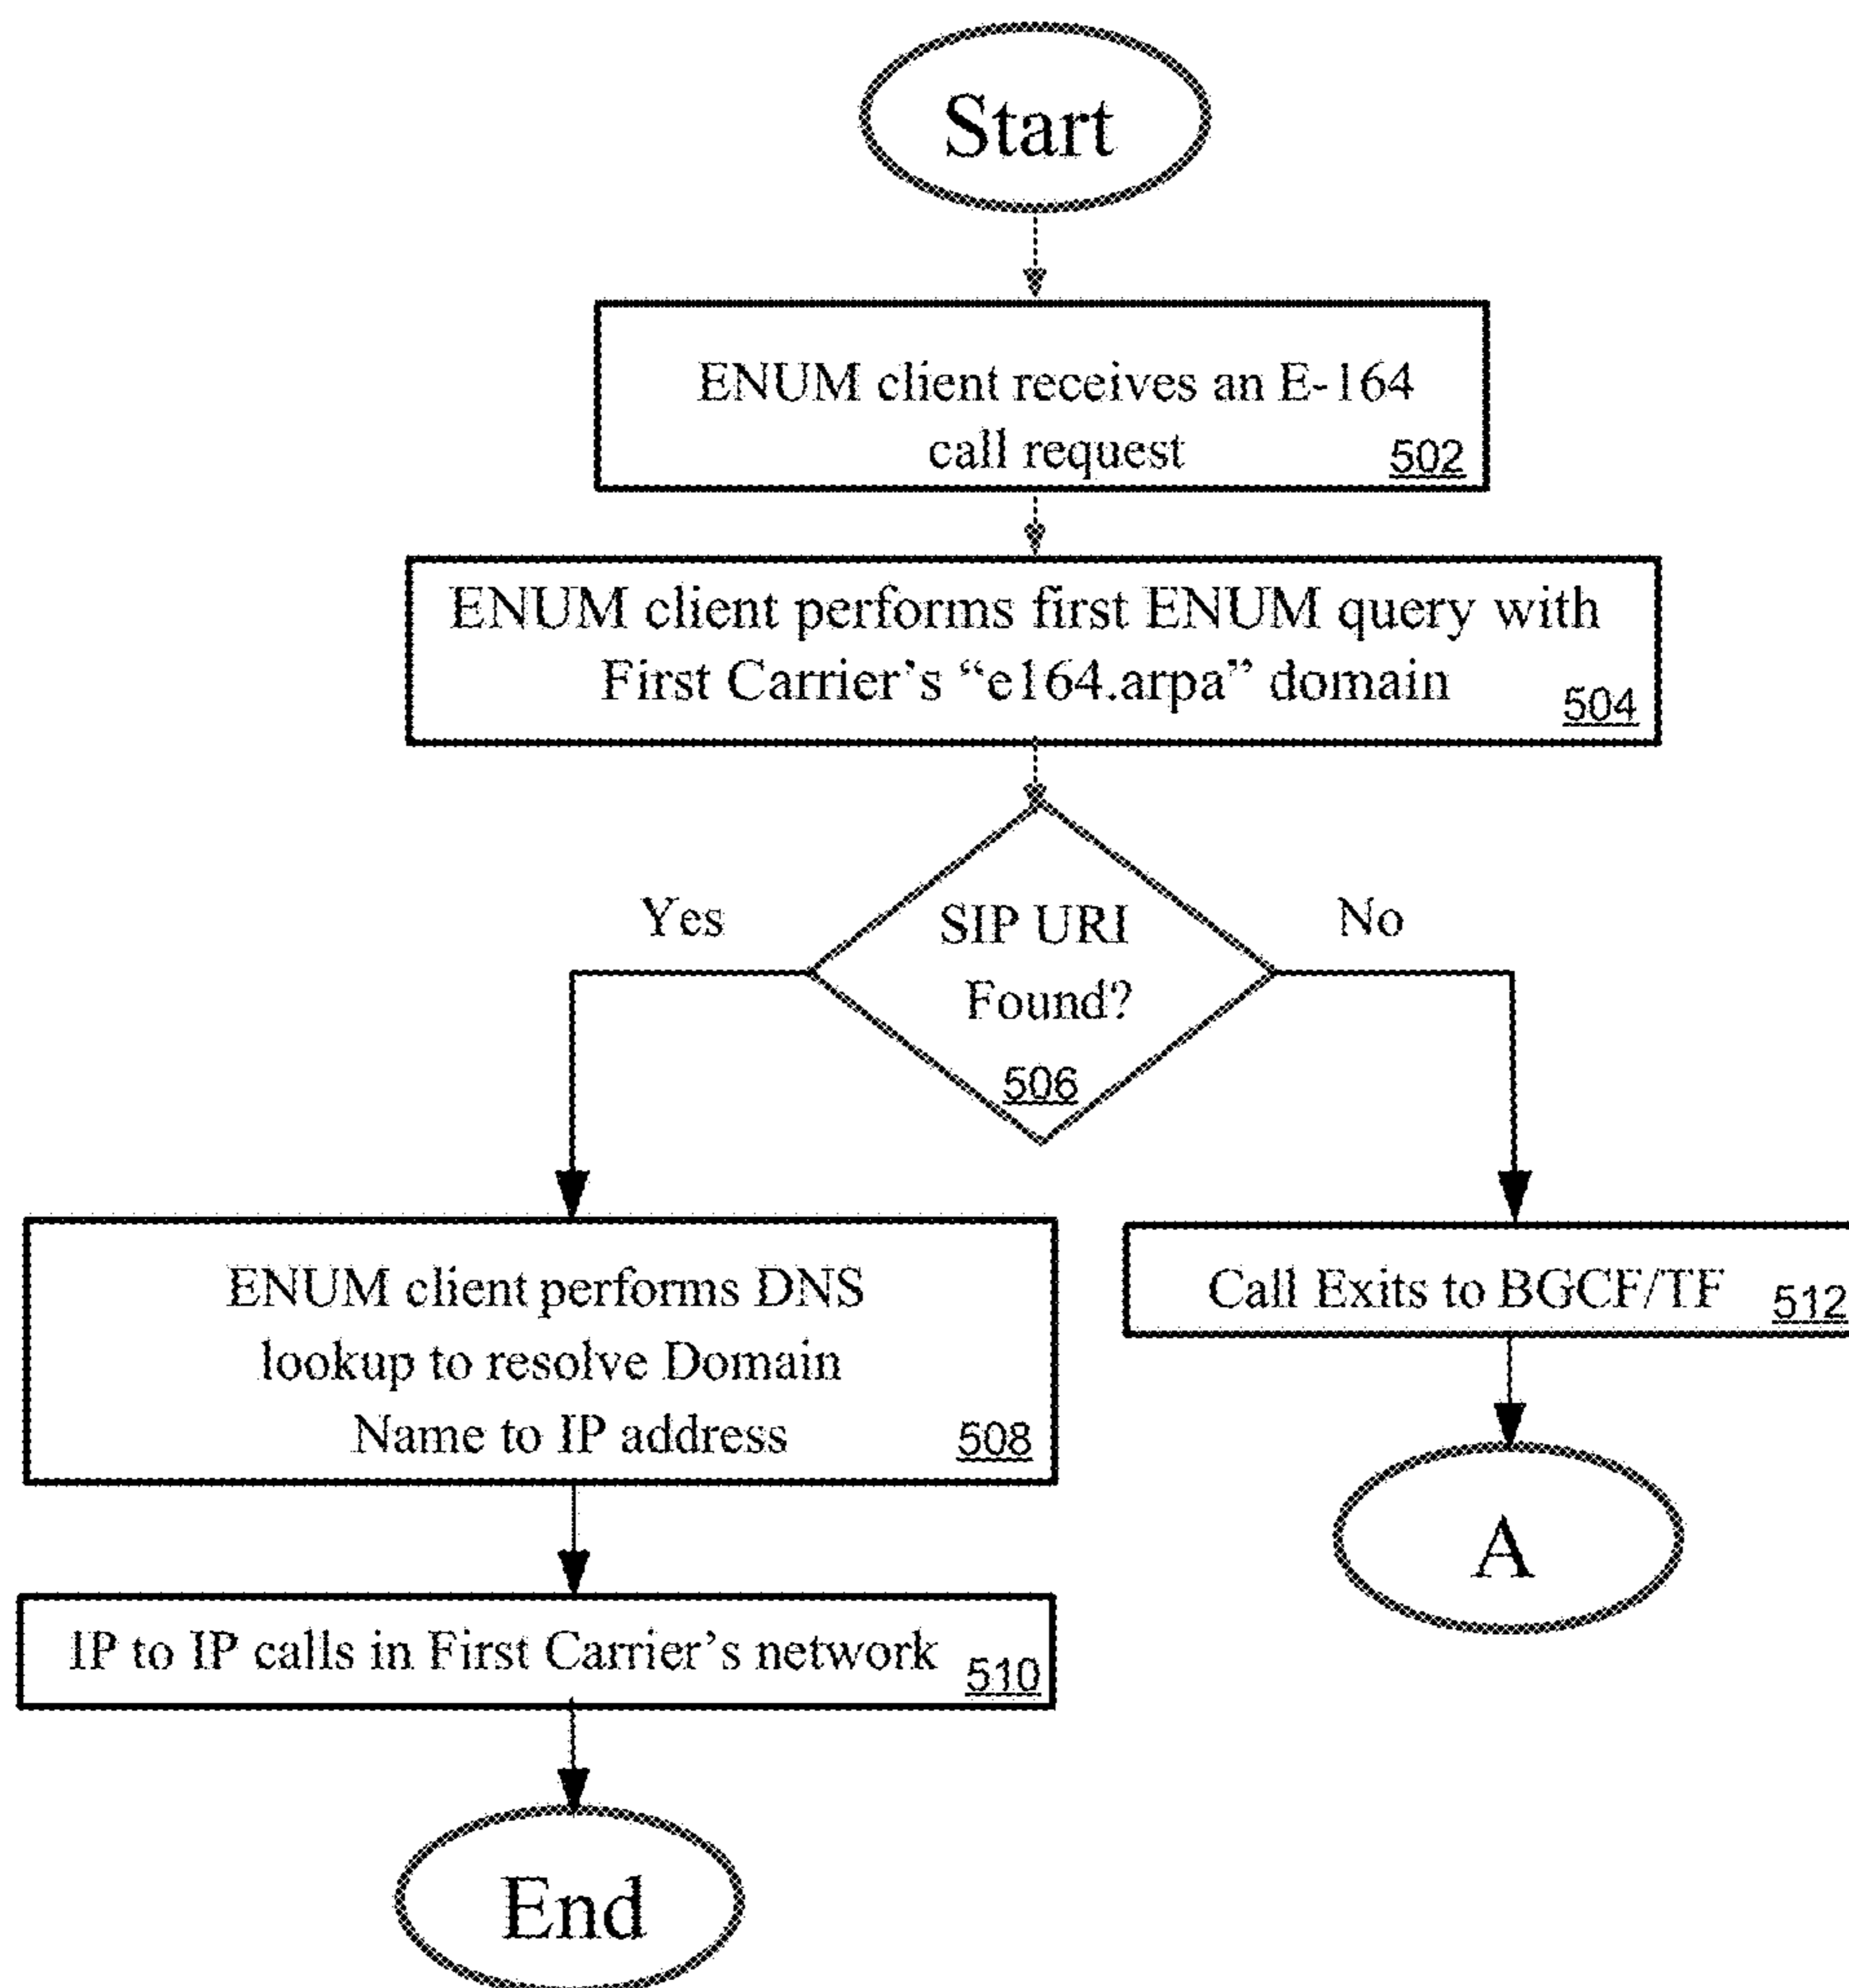 Start
ENUM client receives an E-164
call request
502
ENUM client performs first ENUM query with
First Carrier’s “e164.arpa” domain
504
Yes
SIP URI
Found?
506
No
ENUM client performs DNS
lookup to resolve Domain
Name to IP address
508
Call Exits to BGCF/TF
512
IP to IP calls in First Carrier’s network
510
A
End